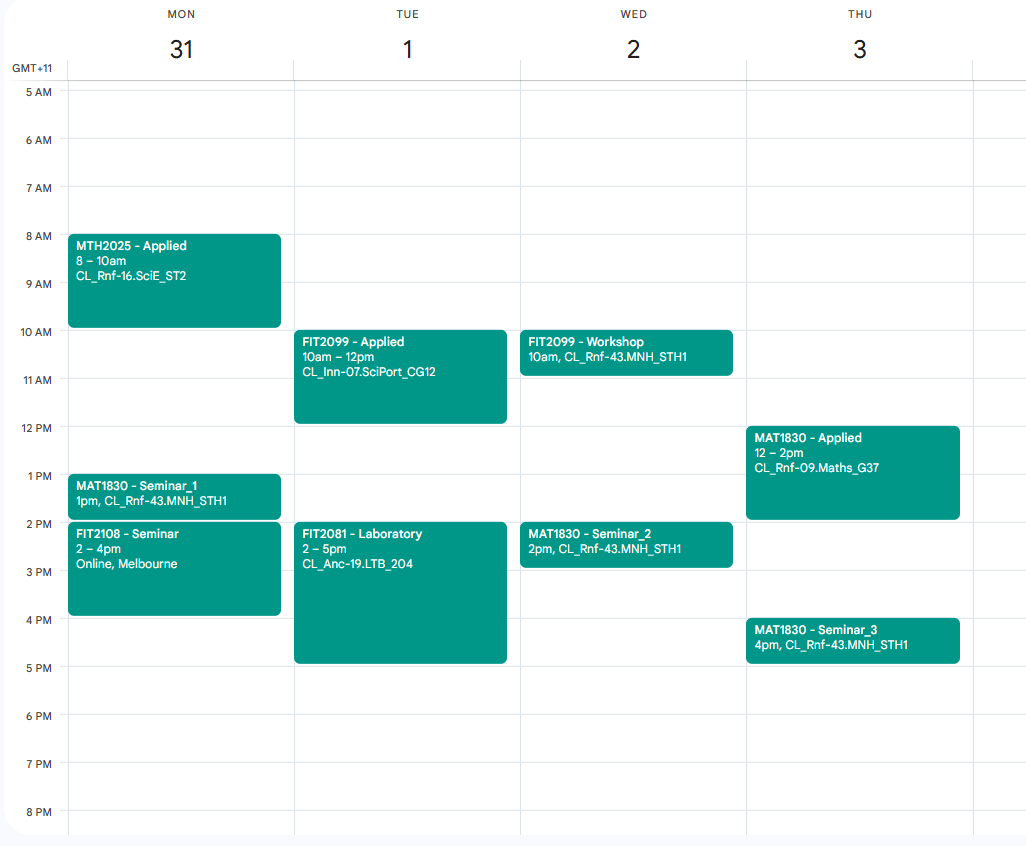 MON
TUE
WED
THU
31
1
2
3
GMT+11
5 AM
6 AM
7 AM
8 AM
9 AM
10 AM
11 AM
12 PM
1 PM
2 PM
3 PM
4 PM
5 PM
6 PM
7 PM
8 PM
MTH2025 - Applied
8 – 10am
CL_Rnf-16.SciE_ST2
MAT1830 - Seminar_1
1pm, CL_Rnf-43.MNH_STH1
FIT2108 - Seminar
2 – 4pm
Online, Melbourne
FIT2099 - Applied
10am – 12pm
CL_Inn-07.SciPort_CG12
FIT2081 - Laboratory
2 – 5pm
CL_Anc-19.LTB_204
FIT2099 - Workshop
10am, CL_Rnf-43.MNH_STH1
MAT1830 - Seminar_2
2pm, CL_Rnf-43.MNH_STH1
MAT1830 - Applied
12 – 2pm
CL_Rnf-09.Maths_G37
MAT1830 - Seminar_3
4pm, CL_Rnf-43.MNH_STH1